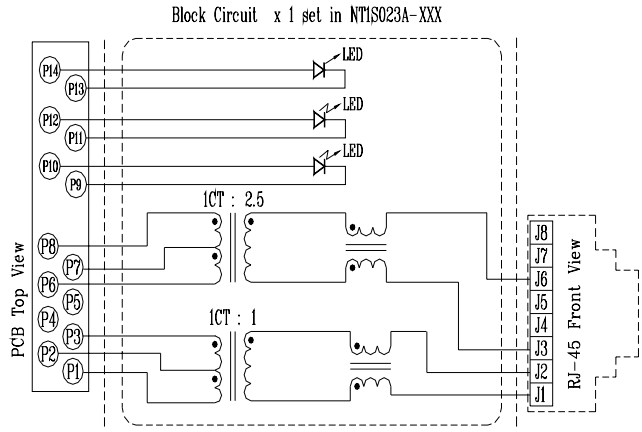 Block Circuit x 1 set in NT1S023A-XXX
P14
LED
P13
P12
LED
P11
P10
LED
P9
1CT : 2.5
P8
P7
P6
P5
P4
P3
P2
P1
1CT : 1
PCB Top View
J8
J7
J6
J5
J4
J3
J2
J1
RJ-45 Front View